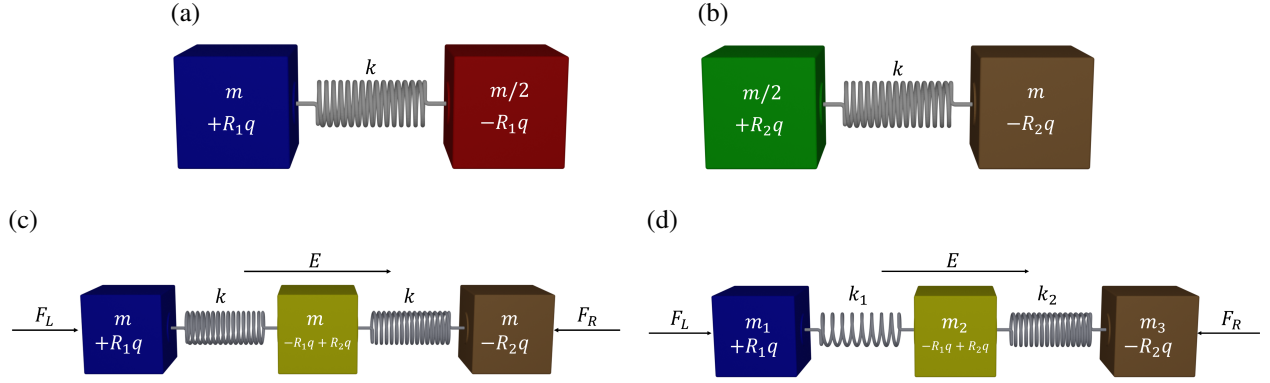 (a)
(b)
k
k
m
+R₁q
m/2
−R₁q
m/2
+R₂q
m
−R₂q
(c)
(d)
E
E
F_L
k
k
F_R
F_L
k₁
k₂
F_R
m
+R₁q
m
−R₁q + R₂q
m
−R₂q
m₁
+R₁q
m₂
−R₁q + R₂q
m₃
−R₂q